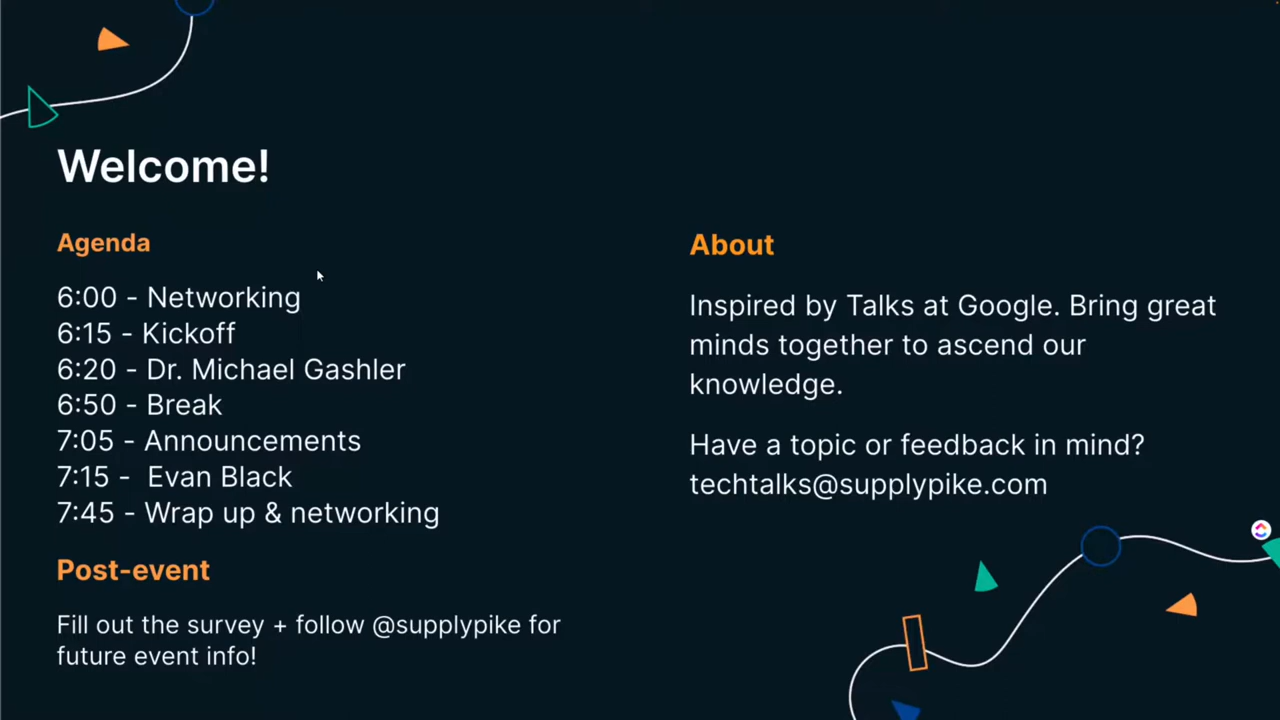 Welcome!
Agenda
6:00 - Networking
6:15 - Kickoff
6:20 - Dr. Michael Gashler
6:50 - Break
7:05 - Announcements
7:15 -  Evan Black
7:45 - Wrap up & networking
Post-event
Fill out the survey + follow @supplypike for
future event info!
About
Inspired by Talks at Google. Bring great
minds together to ascend our
knowledge.
Have a topic or feedback in mind?
techtalks@supplypike.com